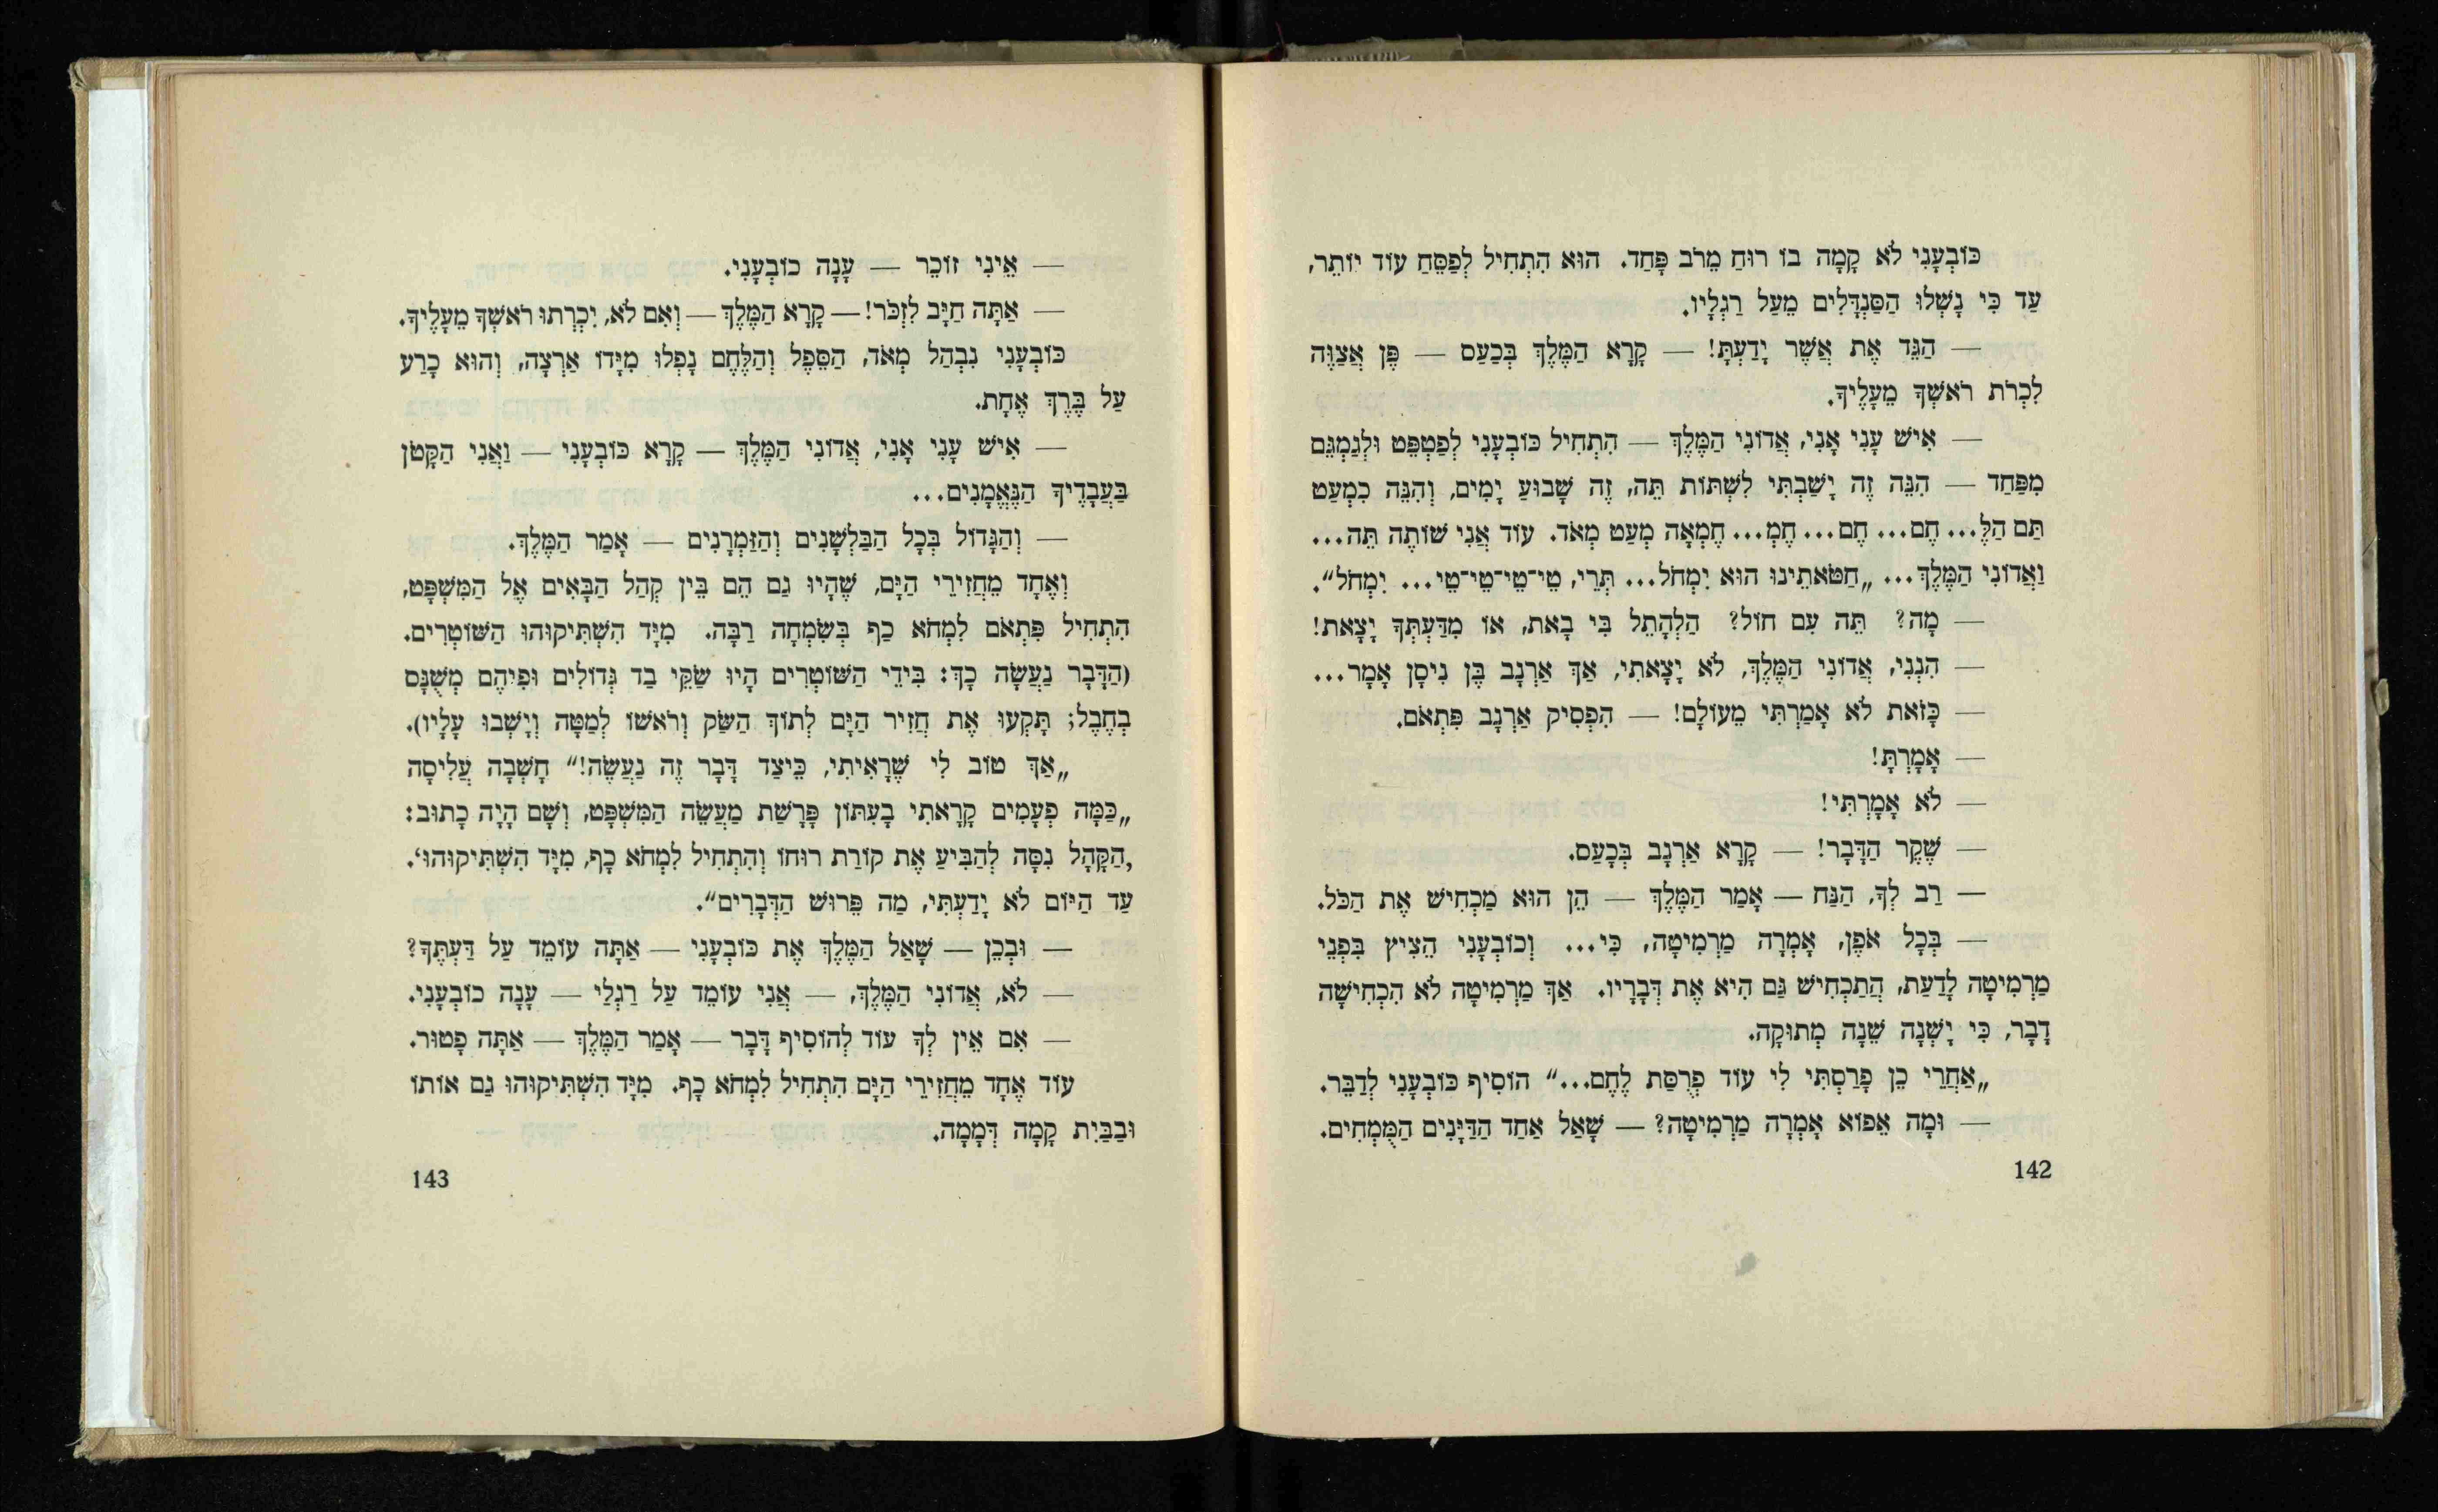 כּוֹבְעָנִי לֹא קָמָה בוֹ רוּחַ מֵרֹב פָּחַד. הוּא הִתְחִיל לְפַסֵּחַ עוֹד יוֹתֵר,
עַד כִּי נָשְׁלוּ הַסַּנְדָּלִים מֵעַל רַגְלָיו.
— הַגֵּד אֶת אֲשֶׁר יָדַעְתָּ! — קָרָא הַמֶּלֶךְ בְּכַעַס — פֶּן אֲצַוֶּה
לִכְרֹת רֹאשְׁךָ מֵעָלֶיךָ.
— אִישׁ עָנִי אָנִי, אֲדוֹנִי הַמֶּלֶךְ — הִתְחִיל כּוֹבְעָנִי לְפַטְפֵּט וּלְגַמְגֵּם
מִפַּחַד — הִנֵּה זֶה יָשַׁבְתִּי לִשְׁתּוֹת תֵּה, זֶה שָׁבוּעַ יָמִים, וְהִנֵּה כִמְעַט
תַּם הַלֶּ... חֶם... חֶם... חֶמְ... חֶמְאָה מְעַט מְאֹד. עוֹד אֲנִי שׁוֹתֶה תֵּה...
וַאֲדוֹנִי הַמֶּלֶךְ... „חַטֹּאתֵינוּ הוּא יִמְחֹל... תְּרֵי, טֵי־טֵי־טֵי־טֵי... יִמְחֹל”.
— מָה? תֵּה עִם חוֹל? הַלְהָתֵל בִּי בָאת, אוֹ מִדַּעְתְּךָ יָצָאת!
— הִנְנִי, אֲדוֹנִי הַמֶּלֶךְ, לֹא יָצָאתִי, אַךְ אַרְנָב בֶּן נִיסָן אָמָר...
— כָּזֹאת לֹא אָמַרְתִּי מֵעוֹלָם! — הִפְסִיק אַרְנָב פִּתְאֹם.
— אָמָרְתָּ!
— לֹא אָמָרְתִּי!
— שֶׁקֶר הַדָּבָר! — קָרָא אַרְנָב בְּכָעַס.
— רַב לְךָ, הַנַּח — אָמַר הַמֶּלֶךְ — הֵן הוּא מַכְחִישׁ אֶת הַכֹּל.
— בְּכָל אֹפֶן, אָמְרָה מַרְמִיטָה, כִּי... וְכוֹבְעָנִי הֵצִיץ בִּפְנֵי
מַרְמִיטָה לָדַעַת, הֲתַכְחִישׁ גַּם הִיא אֶת דְּבָרָיו. אַךְ מַרְמִיטָה לֹא הִכְחִישָׁה
דָבָר, כִּי יָשְׁנָה שֵׁנָה מְתוּקָה.
„אַחֲרֵי כֵן פָּרַסְתִּי לִי עוֹד פְּרֻסַּת לֶחֶם...” הוֹסִיף כּוֹבְעָנִי לְדַבֵּר.
— וּמָה אֵפוֹא אָמְרָה מַרְמִיטָה? — שָׁאַל אַחַד הַדַּיָּנִים הַמֻּמְחִים.
142
— אֵינִי זוֹכֵר — עָנָה כוֹבְעָנִי.
— אַתָּה חַיָּב לִזְכֹּר! — קָרָא הַמֶּלֶךְ — וְאִם לֹא, יִכְרְתוּ רֹאשְׁךָ מֵעָלֶיךָ.
כּוֹבְעָנִי נִבְהַל מְאֹד, הַסֵּפֶל וְהַלֶּחֶם נָפְלוּ מִיָּדוֹ אַרְצָה, וְהוּא כָרַע
עַל בֶּרֶךְ אֶחָת.
— אִישׁ עָנִי אָנִי, אֲדוֹנִי הַמֶּלֶךְ — קָרָא כּוֹבְעָנִי — וַאֲנִי הַקָּטֹן
בַּעֲבָדֶיךָ הַנֶּאֱמָנִים...
— וְהַגָּדוֹל בְּכָל הַבַּלְשָׁנִים וְהַזַּמְרָנִים — אָמַר הַמֶּלֶךְ.
וְאֶחָד מֵחֲזִירֵי הַיָּם, שֶׁהָיוּ גַם הֵם בֵּין קְהַל הַבָּאִים אֶל הַמִּשְׁפָּט,
הִתְחִיל פִּתְאֹם לִמְחֹא כַף בְּשִׂמְחָה רַבָּה. מִיָּד הִשְׁתִּיקוּהוּ הַשּׁוֹטְרִים.
(הַדָּבָר נַעֲשָׂה כָךְ: בִּידֵי הַשּׁוֹטְרִים הָיוּ שַׂקֵּי בַד גְּדוֹלִים וּפִיהֶם מְשֻׁנָּס
בְּחֶבֶל; תָּקְעוּ אֶת חֲזִיר הַיָּם לְתוֹךְ הַשַּׂק וְרֹאשׁוֹ לְמַטָּה וְיָשְׁבוּ עָלָיו).
„אַךְ טוֹב לִי שֶׁרָאִיתִי, כֵּיצַד דָּבָר זֶה נַעֲשֶׂה!” חָשְׁבָה עֲלִיסָה
„כַּמָּה פְעָמִים קָרָאתִי בָעִתּוֹן פָּרָשַׁת מַעֲשֵׂה הַמִּשְׁפָּט, וְשָׁם הָיָה כָתוּב:
‚הַקָּהָל נִסָּה לְהַבִּיעַ אֶת קוֹרַת רוּחוֹ וְהִתְחִיל לִמְחֹא כָף, מִיָּד הִשְׁתִּיקוּהוּ‘.
עַד הַיּוֹם לֹא יָדַעְתִּי, מַה פֵּרוּשׁ הַדְּבָרִים”.
— וּבְכֵן — שָׁאַל הַמֶּלֶךְ אֶת כּוֹבְעָנִי — אַתָּה עוֹמֵד עַל דַּעְתֶּךָ?
— לֹא, אֲדוֹנִי הַמֶּלֶךְ, — אֲנִי עוֹמֵד עַל רַגְלַי — עָנָה כוֹבְעָנִי.
— אִם אֵין לְךָ עוֹד לְהוֹסִיף דָּבָר — אָמַר הַמֶּלֶךְ — אַתָּה פָטוּר.
עוֹד אֶחָד מֵחֲזִירֵי הַיָּם הִתְחִיל לִמְחֹא כָף. מִיָּד הִשְׁתִּיקוּהוּ גַם אוֹתוֹ
וּבַבַּיִת קָמָה דְּמָמָה.
143